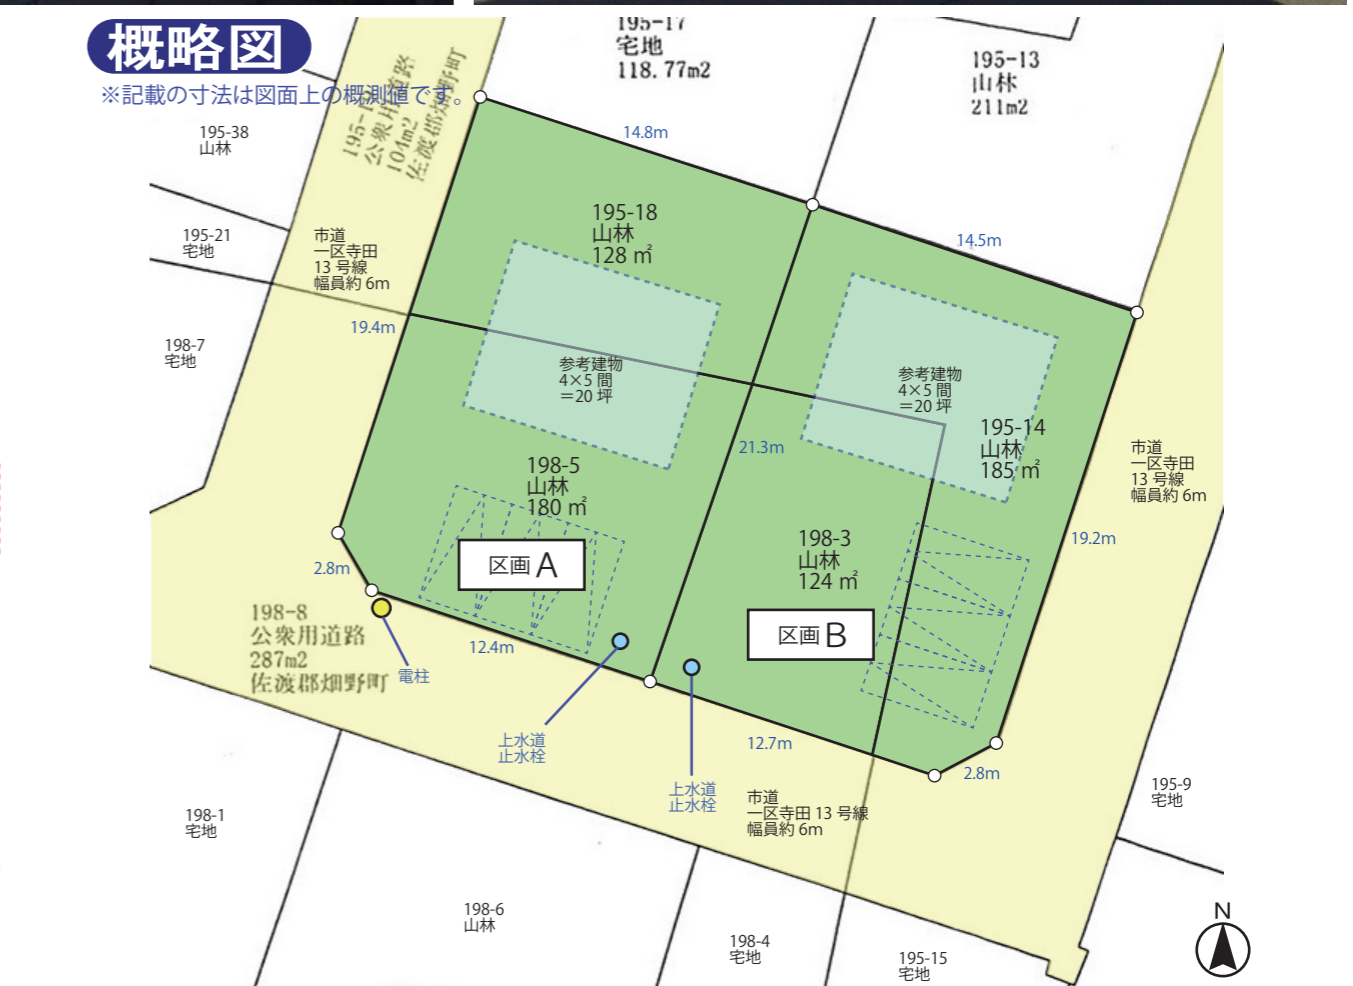 概略図
※記載の寸法は図面上の概測値です。
195-17
宅地
118.77m2
195-13
山林
211m2
公衆用道路
104m2
佐渡郡畑野町
195-38
山林
14.8m
195-21
宅地
市道
一区寺田
13 号線
幅員約 6m
195-18
山林
128 ㎡
14.5m
19.4m
198-7
宅地
参考建物
4×5 間
＝20 坪
参考建物
4×5 間
＝20 坪
195-14
山林
185 ㎡
21.3m
市道
一区寺田
13 号線
幅員約 6m
198-5
山林
180 ㎡
198-3
山林
124 ㎡
19.2m
区画 A
2.8m
区画 B
198-8
公衆用道路
287m2
佐渡郡畑野町
電柱
12.4m
上水道
止水栓
12.7m
2.8m
上水道
止水栓
市道
一区寺田 13 号線
幅員約 6m
195-9
宅地
198-1
宅地
198-6
山林
198-4
宅地
195-15
宅地
N